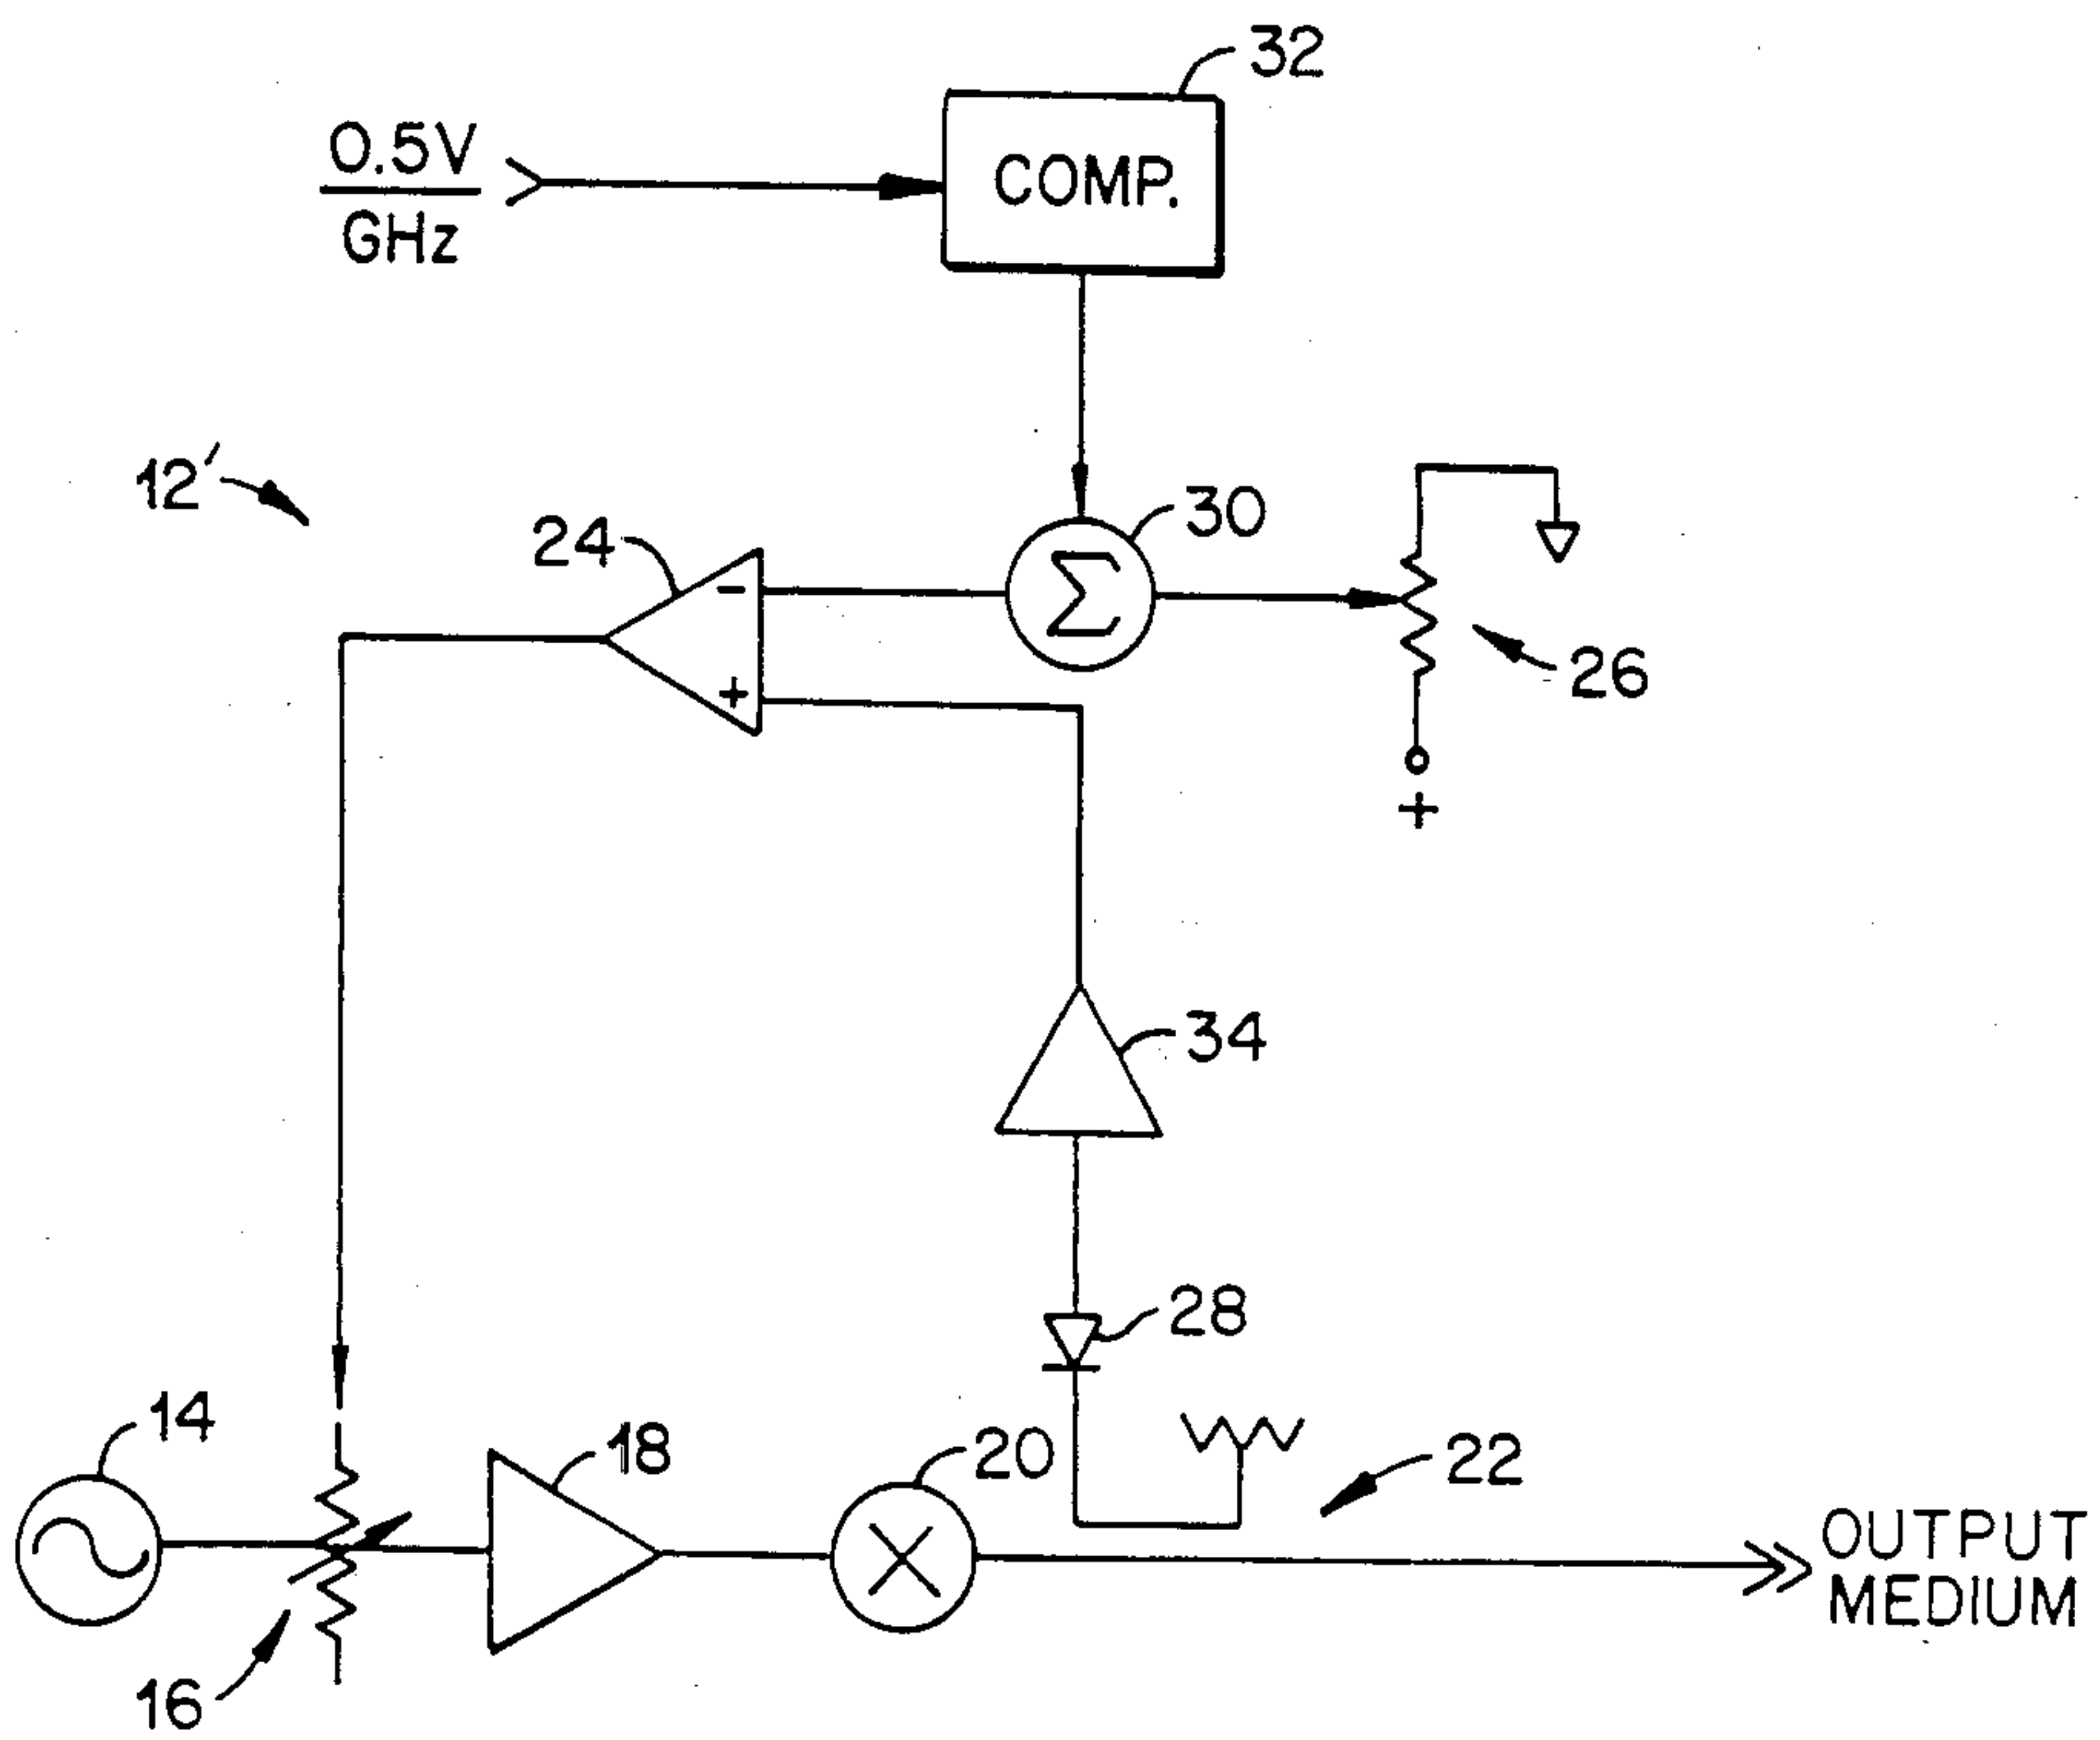 32
0.5V
GHz
COMP.
12'
24
30
Σ
-
+
26
+
34
28
14
18
20
22
OUTPUT
MEDIUM
16